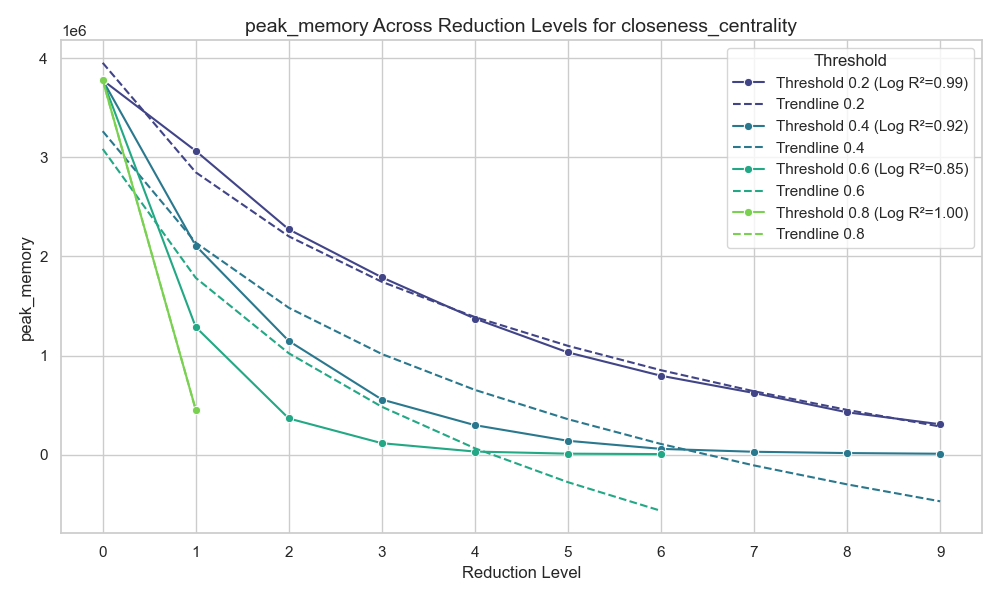 peak_memory Across Reduction Levels for closeness_centrality
1e6
4
3
2
1
0
peak_memory
0 1 2 3 4 5 6 7 8 9
Reduction Level
Threshold
Threshold 0.2 (Log R²=0.99)
Trendline 0.2
Threshold 0.4 (Log R²=0.92)
Trendline 0.4
Threshold 0.6 (Log R²=0.85)
Trendline 0.6
Threshold 0.8 (Log R²=1.00)
Trendline 0.8